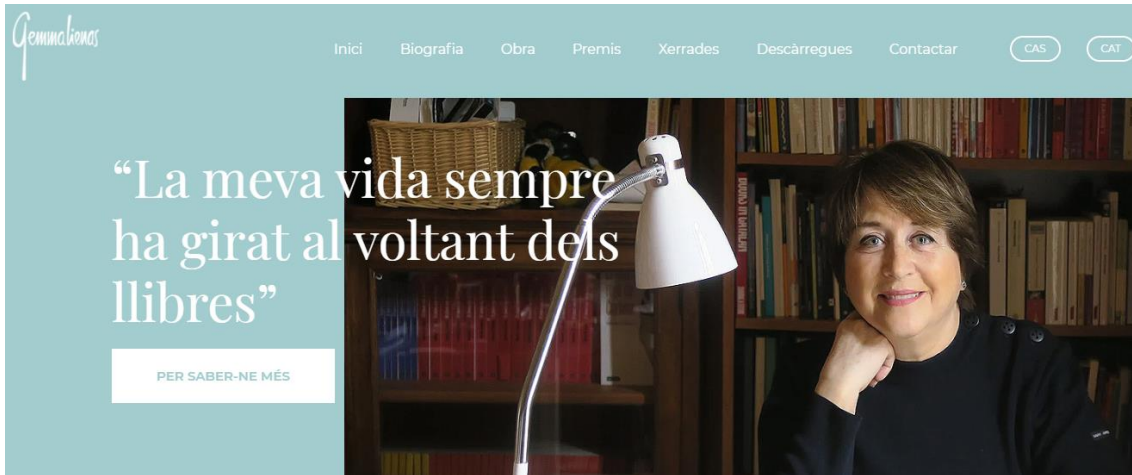 Gemmalienas
Inici Biografia Obra Premis Xerrades Descàrregues Contactar CAS CAT
“La meva vida sempre
ha girat al voltant dels
llibres”
PER SABER-NE MÉS